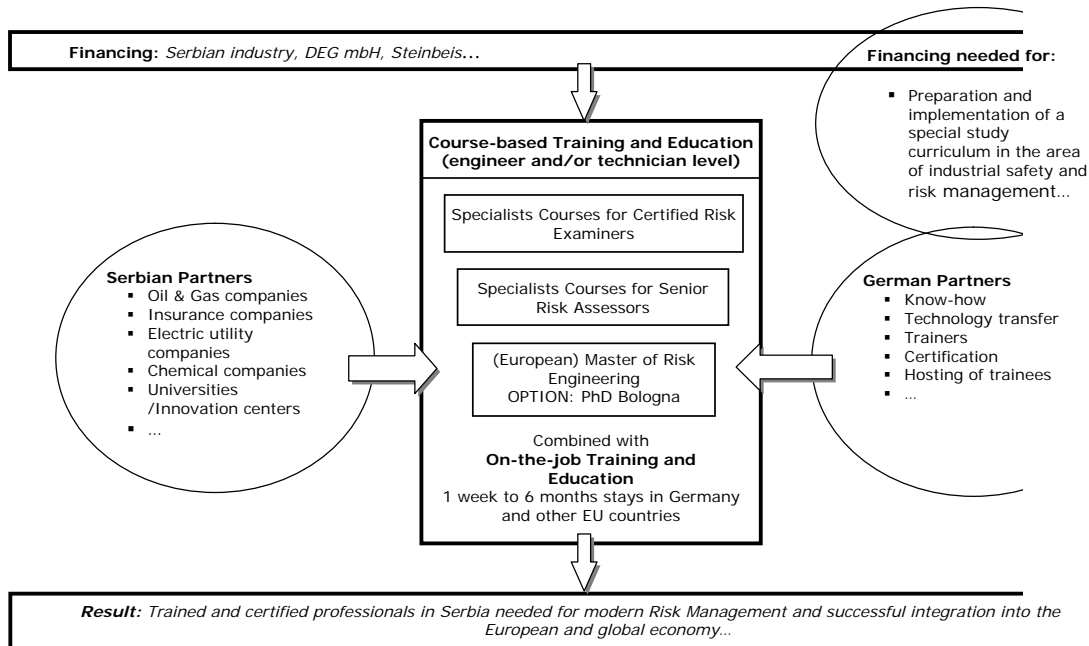 Financing: Serbian industry, DEG mbH, Steinbeis...
Financing needed for:
▪ Preparation and
implementation of a
special study
curriculum in the area
of industrial safety and
risk management...
Course-based Training and Education
(engineer and/or technician level)
Specialists Courses for Certified Risk
Examiners
Specialists Courses for Senior
Risk Assessors
(European) Master of Risk
Engineering
OPTION: PhD Bologna
Combined with
On-the-job Training and
Education
1 week to 6 months stays in Germany
and other EU countries
Serbian Partners
▪ Oil & Gas companies
▪ Insurance companies
▪ Electric utility
companies
▪ Chemical companies
▪ Universities
/Innovation centers
▪ ...
German Partners
▪ Know-how
▪ Technology transfer
▪ Trainers
▪ Certification
▪ Hosting of trainees
▪ ...
Result: Trained and certified professionals in Serbia needed for modern Risk Management and successful integration into the
European and global economy...